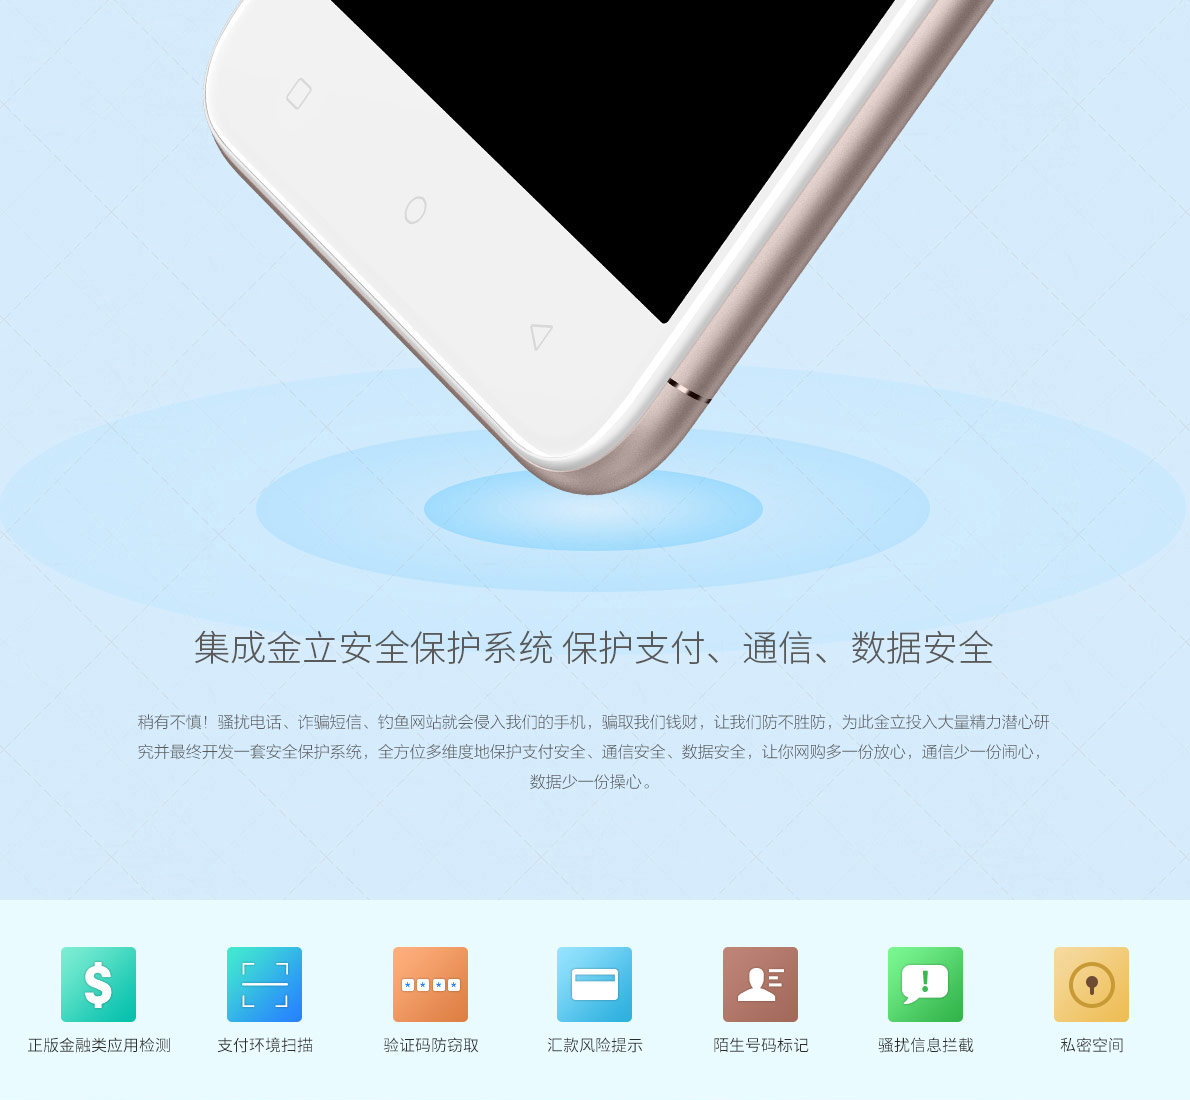 集成金立安全保护系统 保护支付、通信、数据安全
稍有不慎！骚扰电话、诈骗短信、钓鱼网站就会侵入我们的手机，骗取我们钱财，让我们防不胜防，为此金立投入大量精力潜心研
究并最终开发一套安全保护系统，全方位多维度地保护支付安全、通信安全、数据安全，让你网购多一份放心，通信少一份闹心，
数据少一份操心。
正版金融类应用检测 支付环境扫描 验证码防窃取 汇款风险提示 陌生号码标记 骚扰信息拦截 私密空间